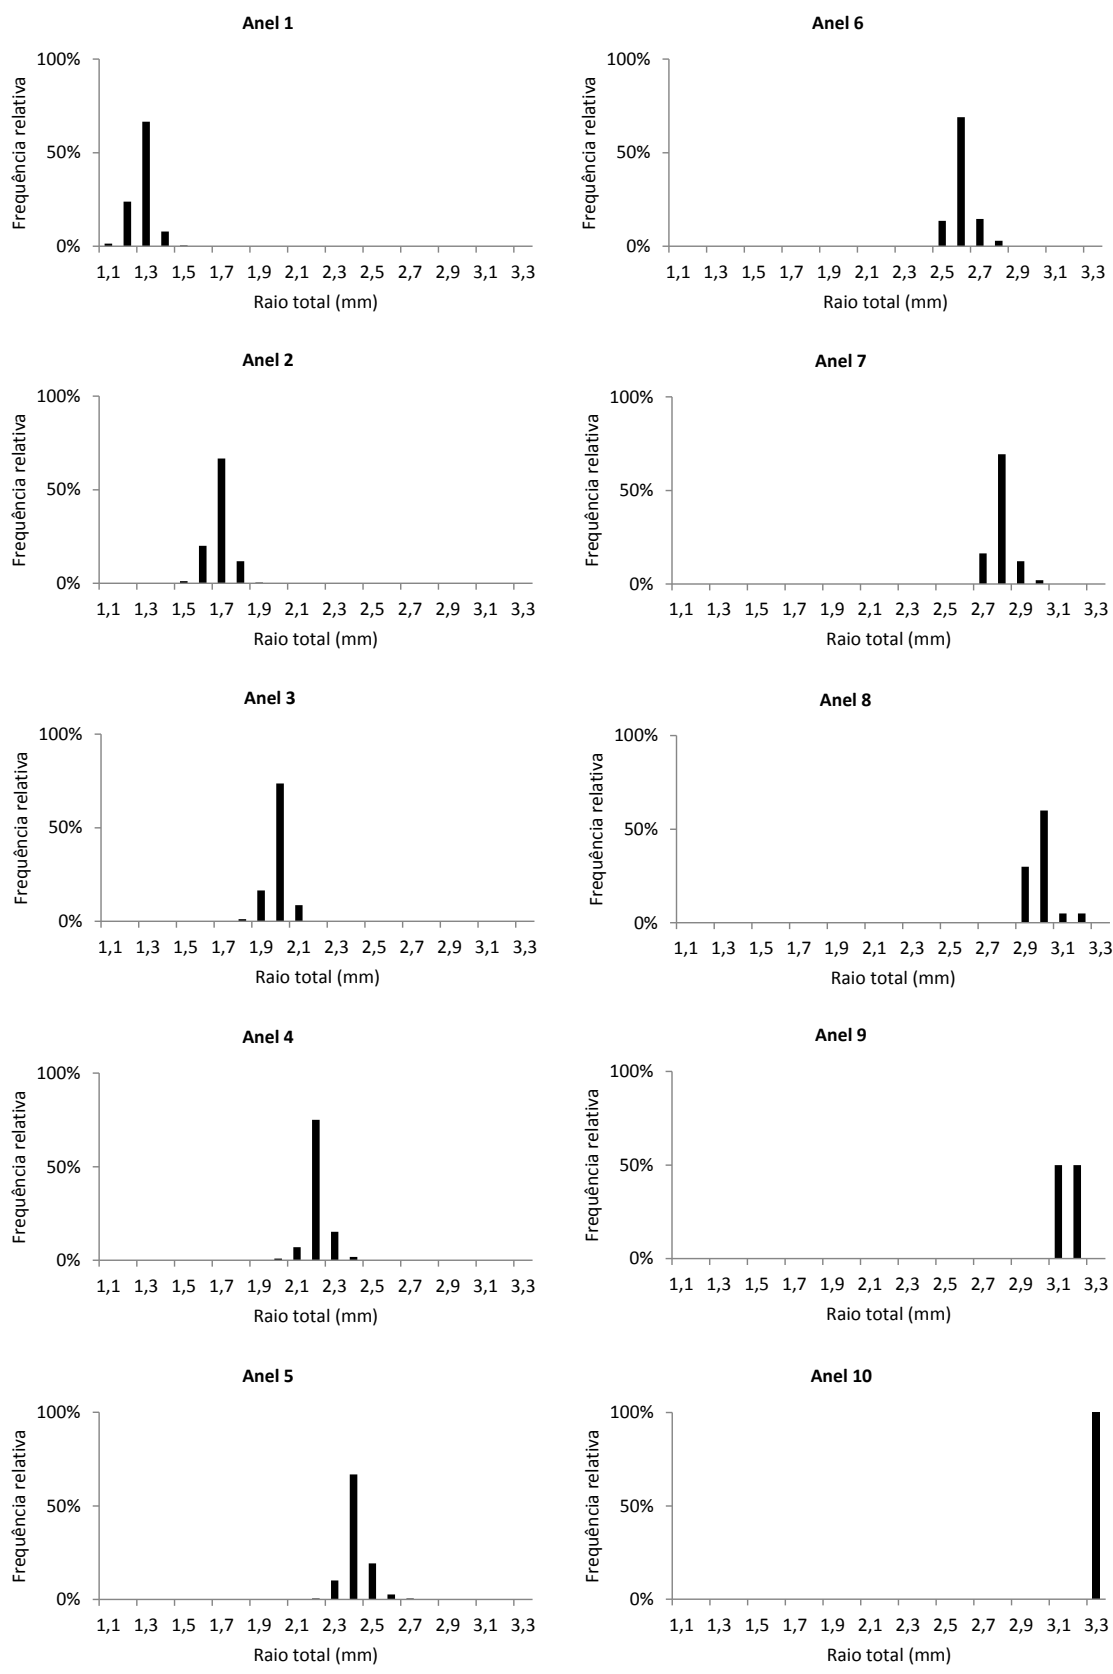 Anel 1
Frequência relativa
100%
50%
0%
1,1 1,3 1,5 1,7 1,9 2,1 2,3 2,5 2,7 2,9 3,1 3,3
Raio total (mm)
Anel 6
Frequência relativa
100%
50%
0%
1,1 1,3 1,5 1,7 1,9 2,1 2,3 2,5 2,7 2,9 3,1 3,3
Raio total (mm)
Anel 2
Frequência relativa
100%
50%
0%
1,1 1,3 1,5 1,7 1,9 2,1 2,3 2,5 2,7 2,9 3,1 3,3
Raio total (mm)
Anel 7
Frequência relativa
100%
50%
0%
1,1 1,3 1,5 1,7 1,9 2,1 2,3 2,5 2,7 2,9 3,1 3,3
Raio total (mm)
Anel 3
Frequência relativa
100%
50%
0%
1,1 1,3 1,5 1,7 1,9 2,1 2,3 2,5 2,7 2,9 3,1 3,3
Raio total (mm)
Anel 8
Frequência relativa
100%
50%
0%
1,1 1,3 1,5 1,7 1,9 2,1 2,3 2,5 2,7 2,9 3,1 3,3
Raio total (mm)
Anel 4
Frequência relativa
100%
50%
0%
1,1 1,3 1,5 1,7 1,9 2,1 2,3 2,5 2,7 2,9 3,1 3,3
Raio total (mm)
Anel 9
Frequência relativa
100%
50%
0%
1,1 1,3 1,5 1,7 1,9 2,1 2,3 2,5 2,7 2,9 3,1 3,3
Raio total (mm)
Anel 5
Frequência relativa
100%
50%
0%
1,1 1,3 1,5 1,7 1,9 2,1 2,3 2,5 2,7 2,9 3,1 3,3
Raio total (mm)
Anel 10
Frequência relativa
100%
50%
0%
1,1 1,3 1,5 1,7 1,9 2,1 2,3 2,5 2,7 2,9 3,1 3,3
Raio total (mm)